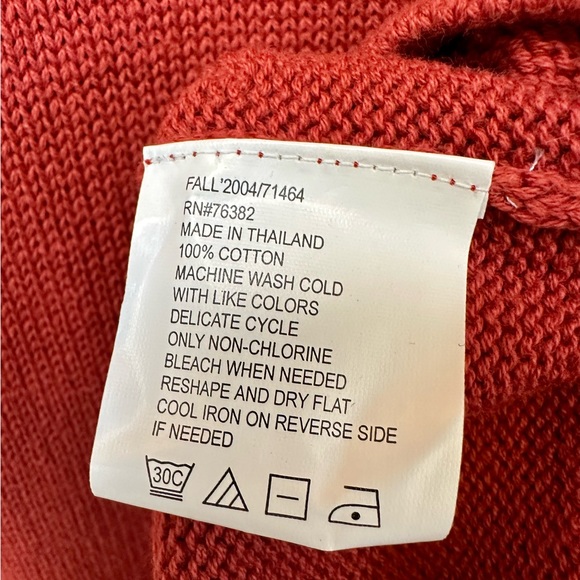 FALL'2004/71464
RN#76382
MADE IN THAILAND
100% COTTON
MACHINE WASH COLD
WITH LIKE COLORS
DELICATE CYCLE
ONLY NON-CHLORINE
BLEACH WHEN NEEDED
RESHAPE AND DRY FLAT
COOL IRON ON REVERSE SIDE
IF NEEDED
30C